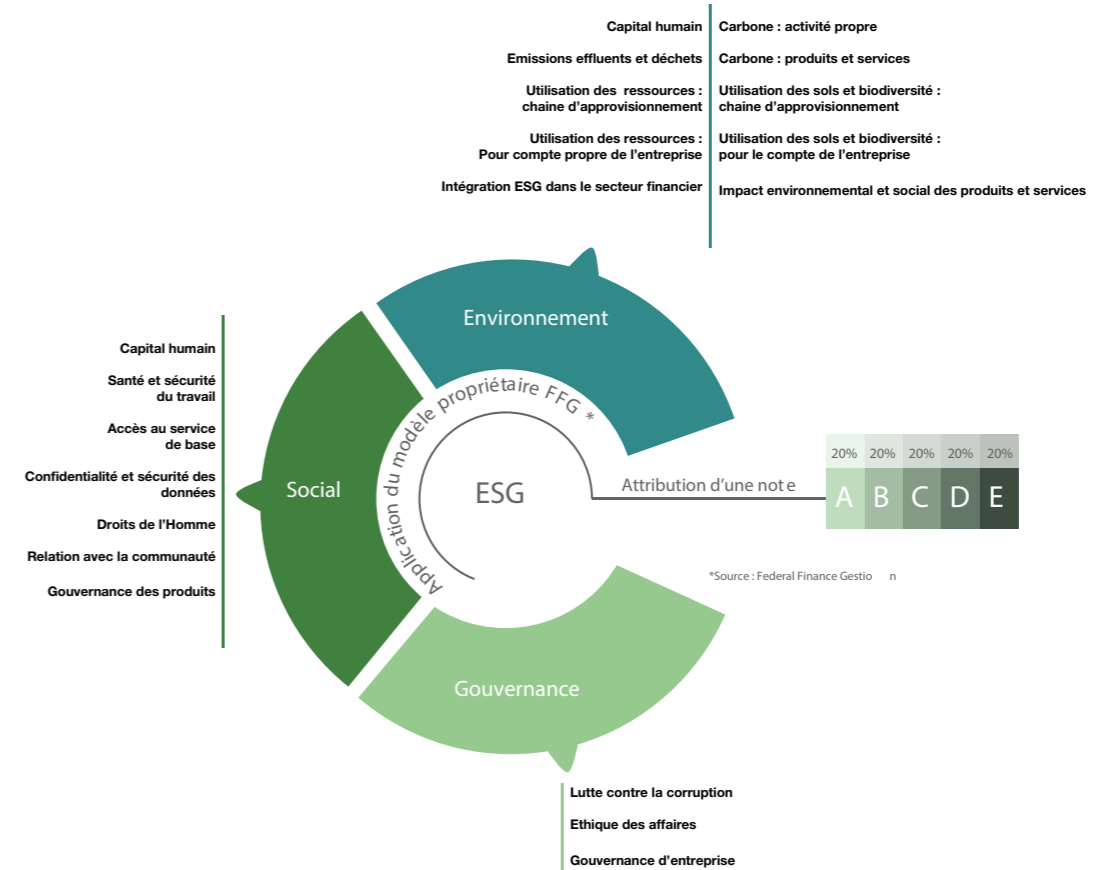 Capital humain
Emissions effluents et déchets
Utilisation des ressources :
chaine d'approvisionnement
Utilisation des ressources :
Pour compte propre de l'entreprise
Intégration ESG dans le secteur financier
Carbone : activité propre
Carbone : produits et services
Utilisation des sols et biodiversité :
chaine d'approvisionnement
Utilisation des sols et biodiversité :
pour le compte de l'entreprise
Impact environnemental et social des produits et services
Environnement
Capital humain
Santé et sécurité
du travail
Accès au service
de base
Confidentialité et sécurité des
données
Droits de l'Homme
Relation avec la communauté
Gouvernance des produits
Social
Application du modèle propriétaire FFG *
ESG
Attribution d'une not e
20% 20% 20% 20% 20%
A B C D E
*Source : Federal Finance Gestio n
Gouvernance
Lutte contre la corruption
Ethique des affaires
Gouvernance d'entreprise